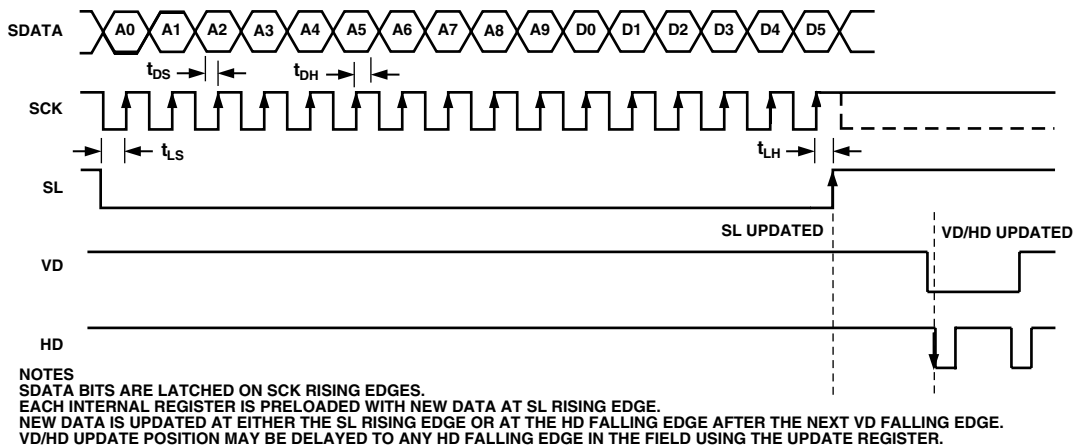 SDATA A0 A1 A2 A3 A4 A5 A6 A7 A8 A9 D0 D1 D2 D3 D4 D5
tDS tDH
SCK
tLS tLH
SL
SL UPDATED VD/HD UPDATED
VD
HD
NOTES
SDATA BITS ARE LATCHED ON SCK RISING EDGES.
EACH INTERNAL REGISTER IS PRELOADED WITH NEW DATA AT SL RISING EDGE.
NEW DATA IS UPDATED AT EITHER THE SL RISING EDGE OR AT THE HD FALLING EDGE AFTER THE NEXT VD FALLING EDGE.
VD/HD UPDATE POSITION MAY BE DELAYED TO ANY HD FALLING EDGE IN THE FIELD USING THE UPDATE REGISTER.